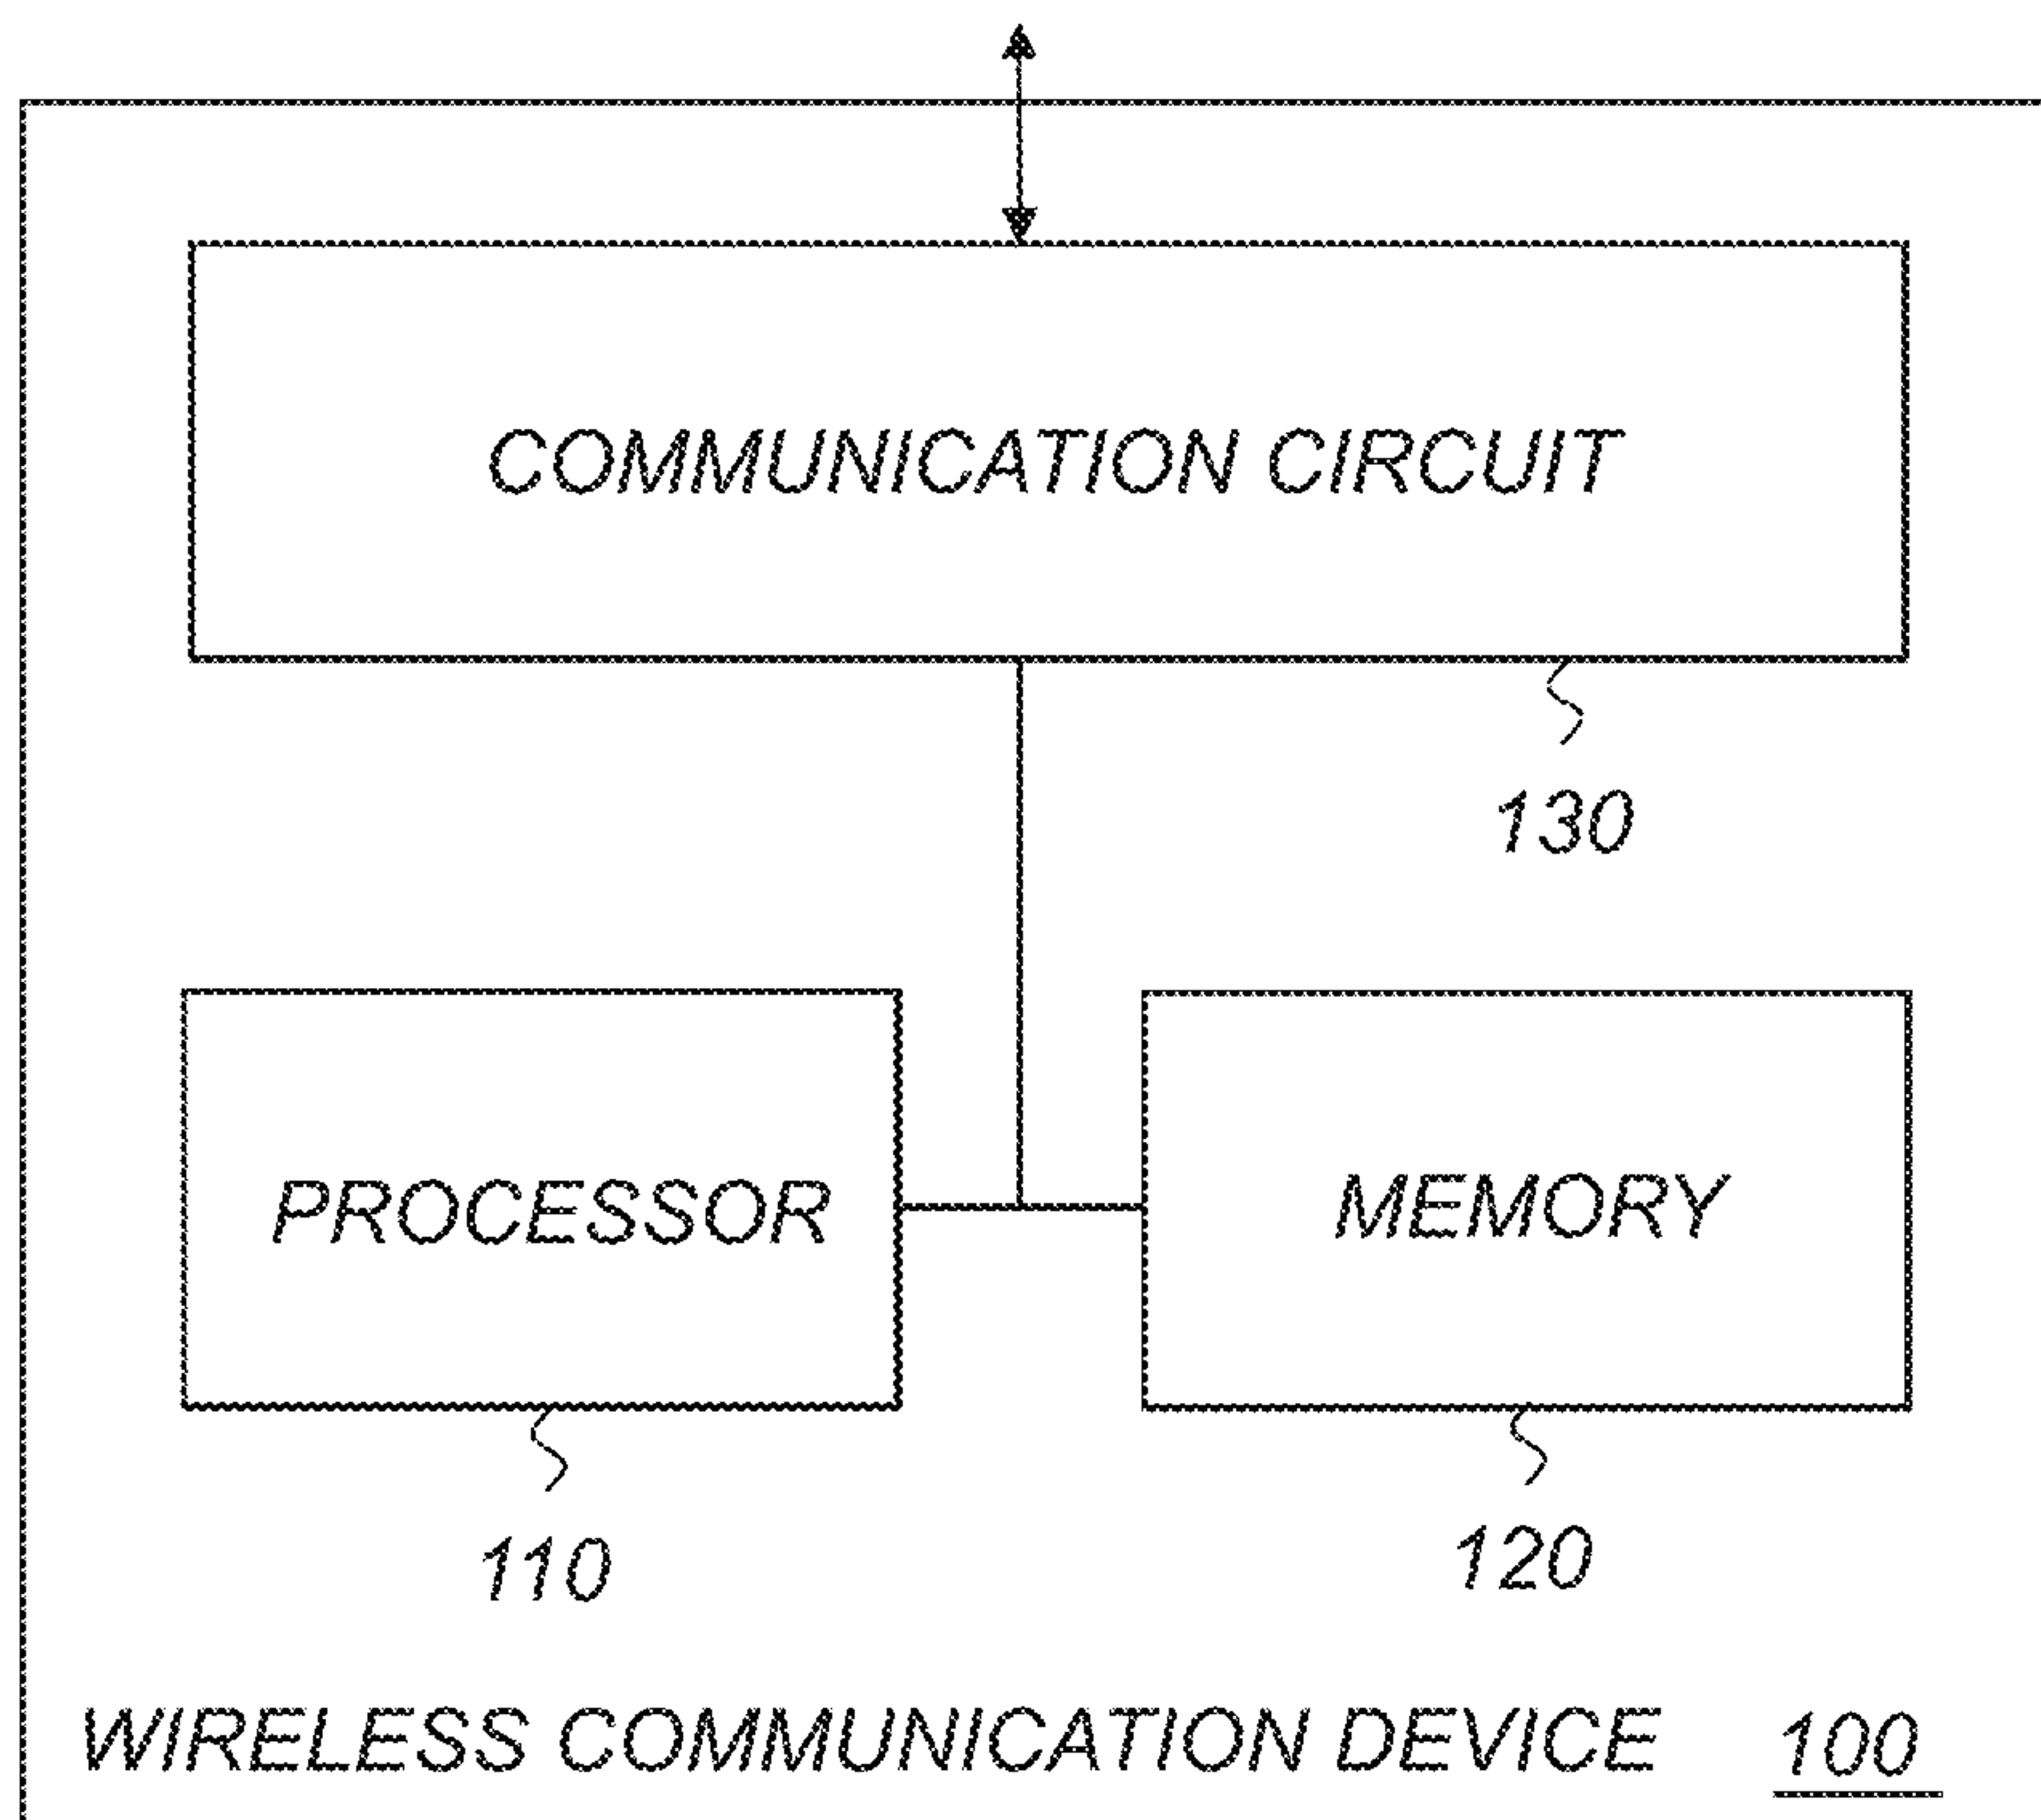 COMMUNICATION CIRCUIT
130
PROCESSOR
MEMORY
110
120
WIRELESS COMMUNICATION DEVICE 100